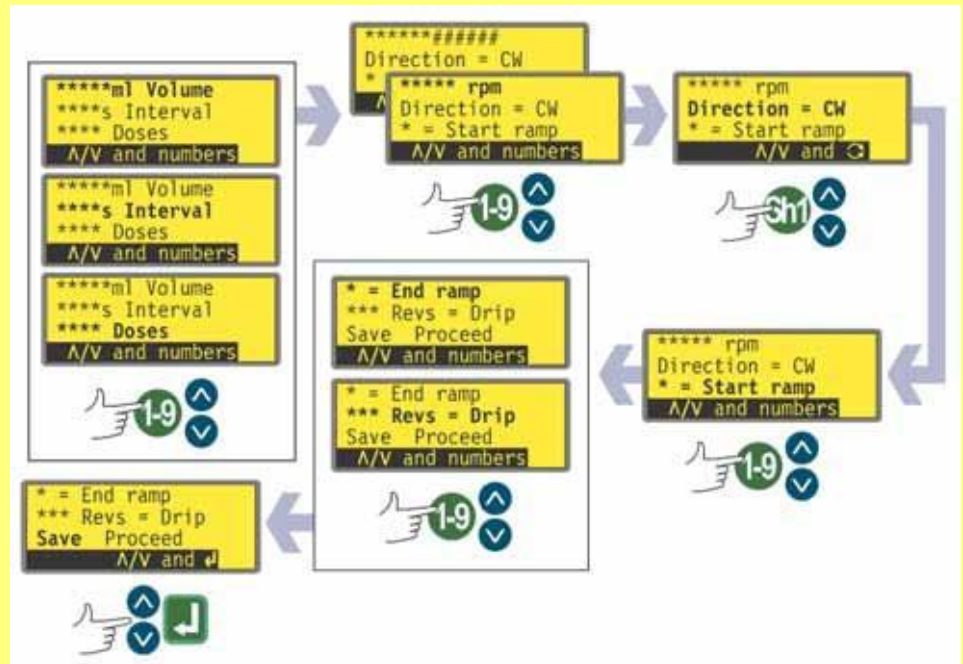 *****ml Volume
****s Interval
**** Doses
Λ/V and numbers
*****ml Volume
****s Interval
**** Doses
Λ/V and numbers
*****ml Volume
****s Interval
**** Doses
Λ/V and numbers
1-9
******######
Direction = CW
*
Λ
***** rpm
Direction = CW
* = Start ramp
Λ/V and numbers
1-9
***** rpm
Direction = CW
* = Start ramp
Λ/V and
Sh1
***** rpm
Direction = CW
* = Start ramp
Λ/V and numbers
1-9
* = End ramp
*** Revs = Drip
Save Proceed
Λ/V and numbers
* = End ramp
*** Revs = Drip
Save Proceed
Λ/V and numbers
1-9
* = End ramp
*** Revs = Drip
Save Proceed
Λ/V and ↲